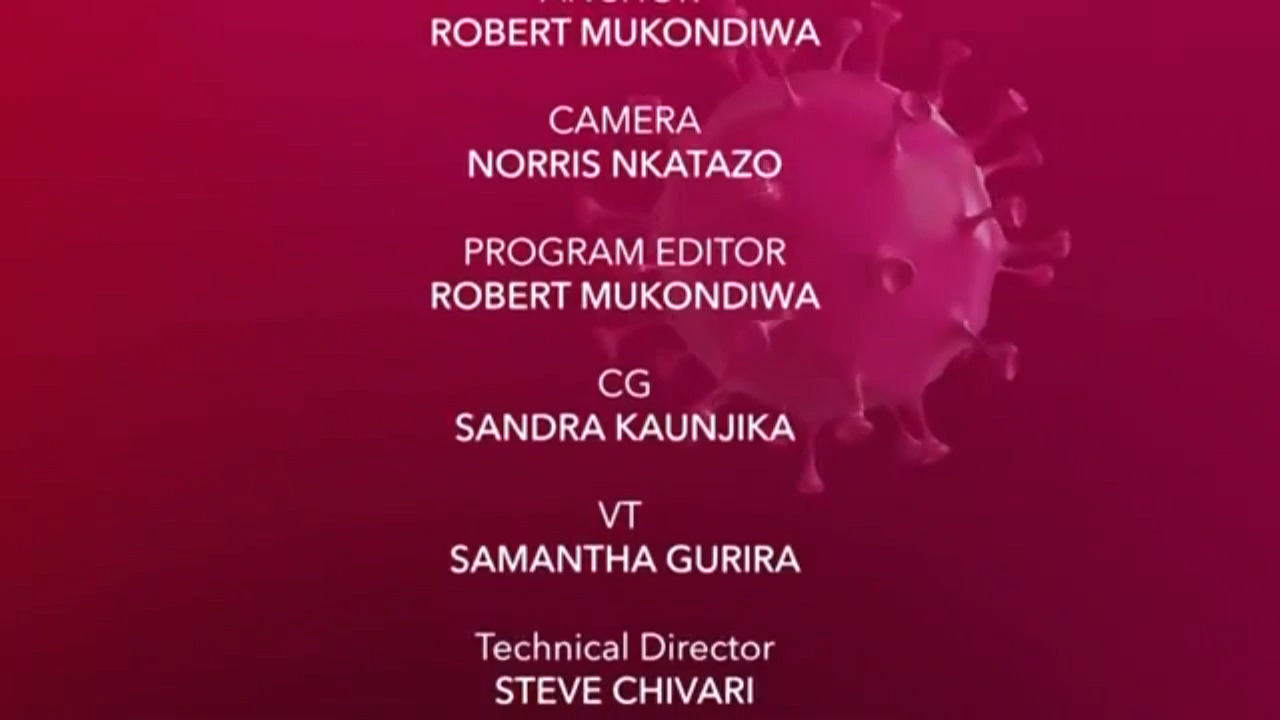 ROBERT MUKONDIWA
CAMERA
NORRIS NKATAZO
PROGRAM EDITOR
ROBERT MUKONDIWA
CG
SANDRA KAUNJIKA
VT
SAMANTHA GURIRA
Technical Director
STEVE CHIVARI